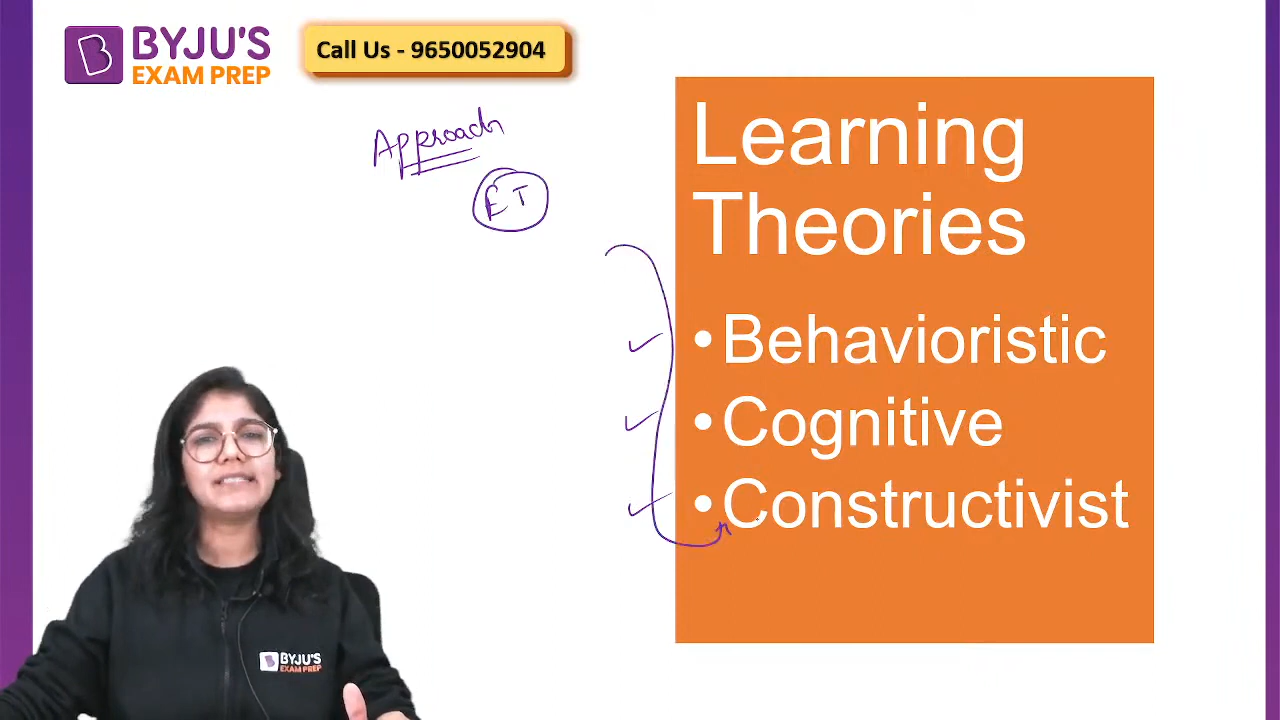 BYJU'S
EXAM PREP
Call Us - 9650052904
Approach
ET
Learning
Theories
•Behavioristic
•Cognitive
•Constructivist
BYJU'S
EXAM PREP